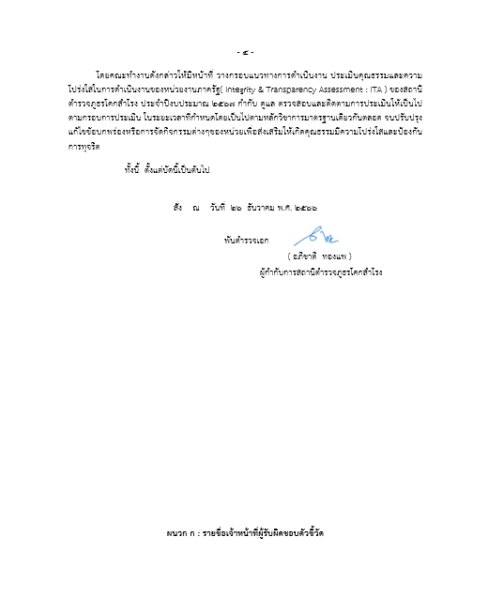 - ๔ -
โดยคณะทำงานดังกล่าวให้มีหน้าที่ วางกรอบแนวทางการดำเนินงาน ประเมินคุณธรรมและความ
โปร่งใสในการดำเนินงานของหน่วยงานภาครัฐ( Integrity & Transparency Assessment : ITA ) ของสถานี
ตำรวจภูธรโคกสำโรง ประจำปีงบประมาณ ๒๕๖๗ กำกับ ดูแล ตรวจสอบและติดตามการประเมินให้เป็นไป
ตามกรอบการประเมิน ในระยะเวลาที่กำหนดโดยเป็นไปตามหลักวิชาการมาตรฐานเดียวกันตลอด จนปรับปรุง
แก้ไขข้อบกพร่องหรือการจัดกิจกรรมต่างๆของหน่วยเพื่อส่งเสริมให้เกิดคุณธรรมมีความโปร่งใสและป้องกัน
การทุจริต
ทั้งนี้ ตั้งแต่บัดนี้เป็นต้นไป
สั่ง ณ วันที่ ๒๖ ธันวาคม พ.ศ. ๒๕๖๖
พันตำรวจเอก
( อภิชาติ ทองแพ )
ผู้กำกับการสถานีตำรวจภูธรโคกสำโรง
ผนวก ก : รายชื่อเจ้าหน้าที่ผู้รับผิดชอบตัวชี้วัด